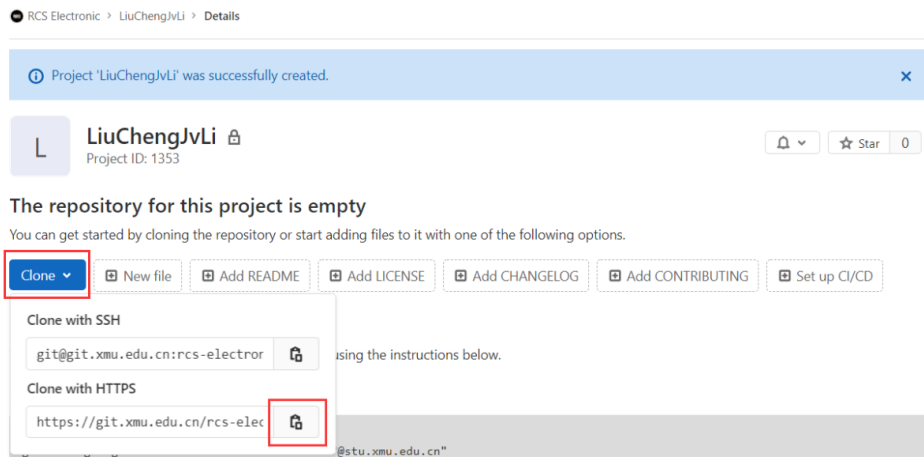 RCS Electronic > LiuChengJvLi > Details
Project 'LiuChengJvLi' was successfully created.
L
LiuChengJvLi
Project ID: 1353
Star 0
The repository for this project is empty
You can get started by cloning the repository or start adding files to it with one of the following options.
Clone New file Add README Add LICENSE Add CHANGELOG Add CONTRIBUTING Set up CI/CD
Clone with SSH
git@git.xmu.edu.cn:rcs-electror
using the instructions below.
Clone with HTTPS
https://git.xmu.edu.cn/rcs-elec
@stu.xmu.edu.cn"